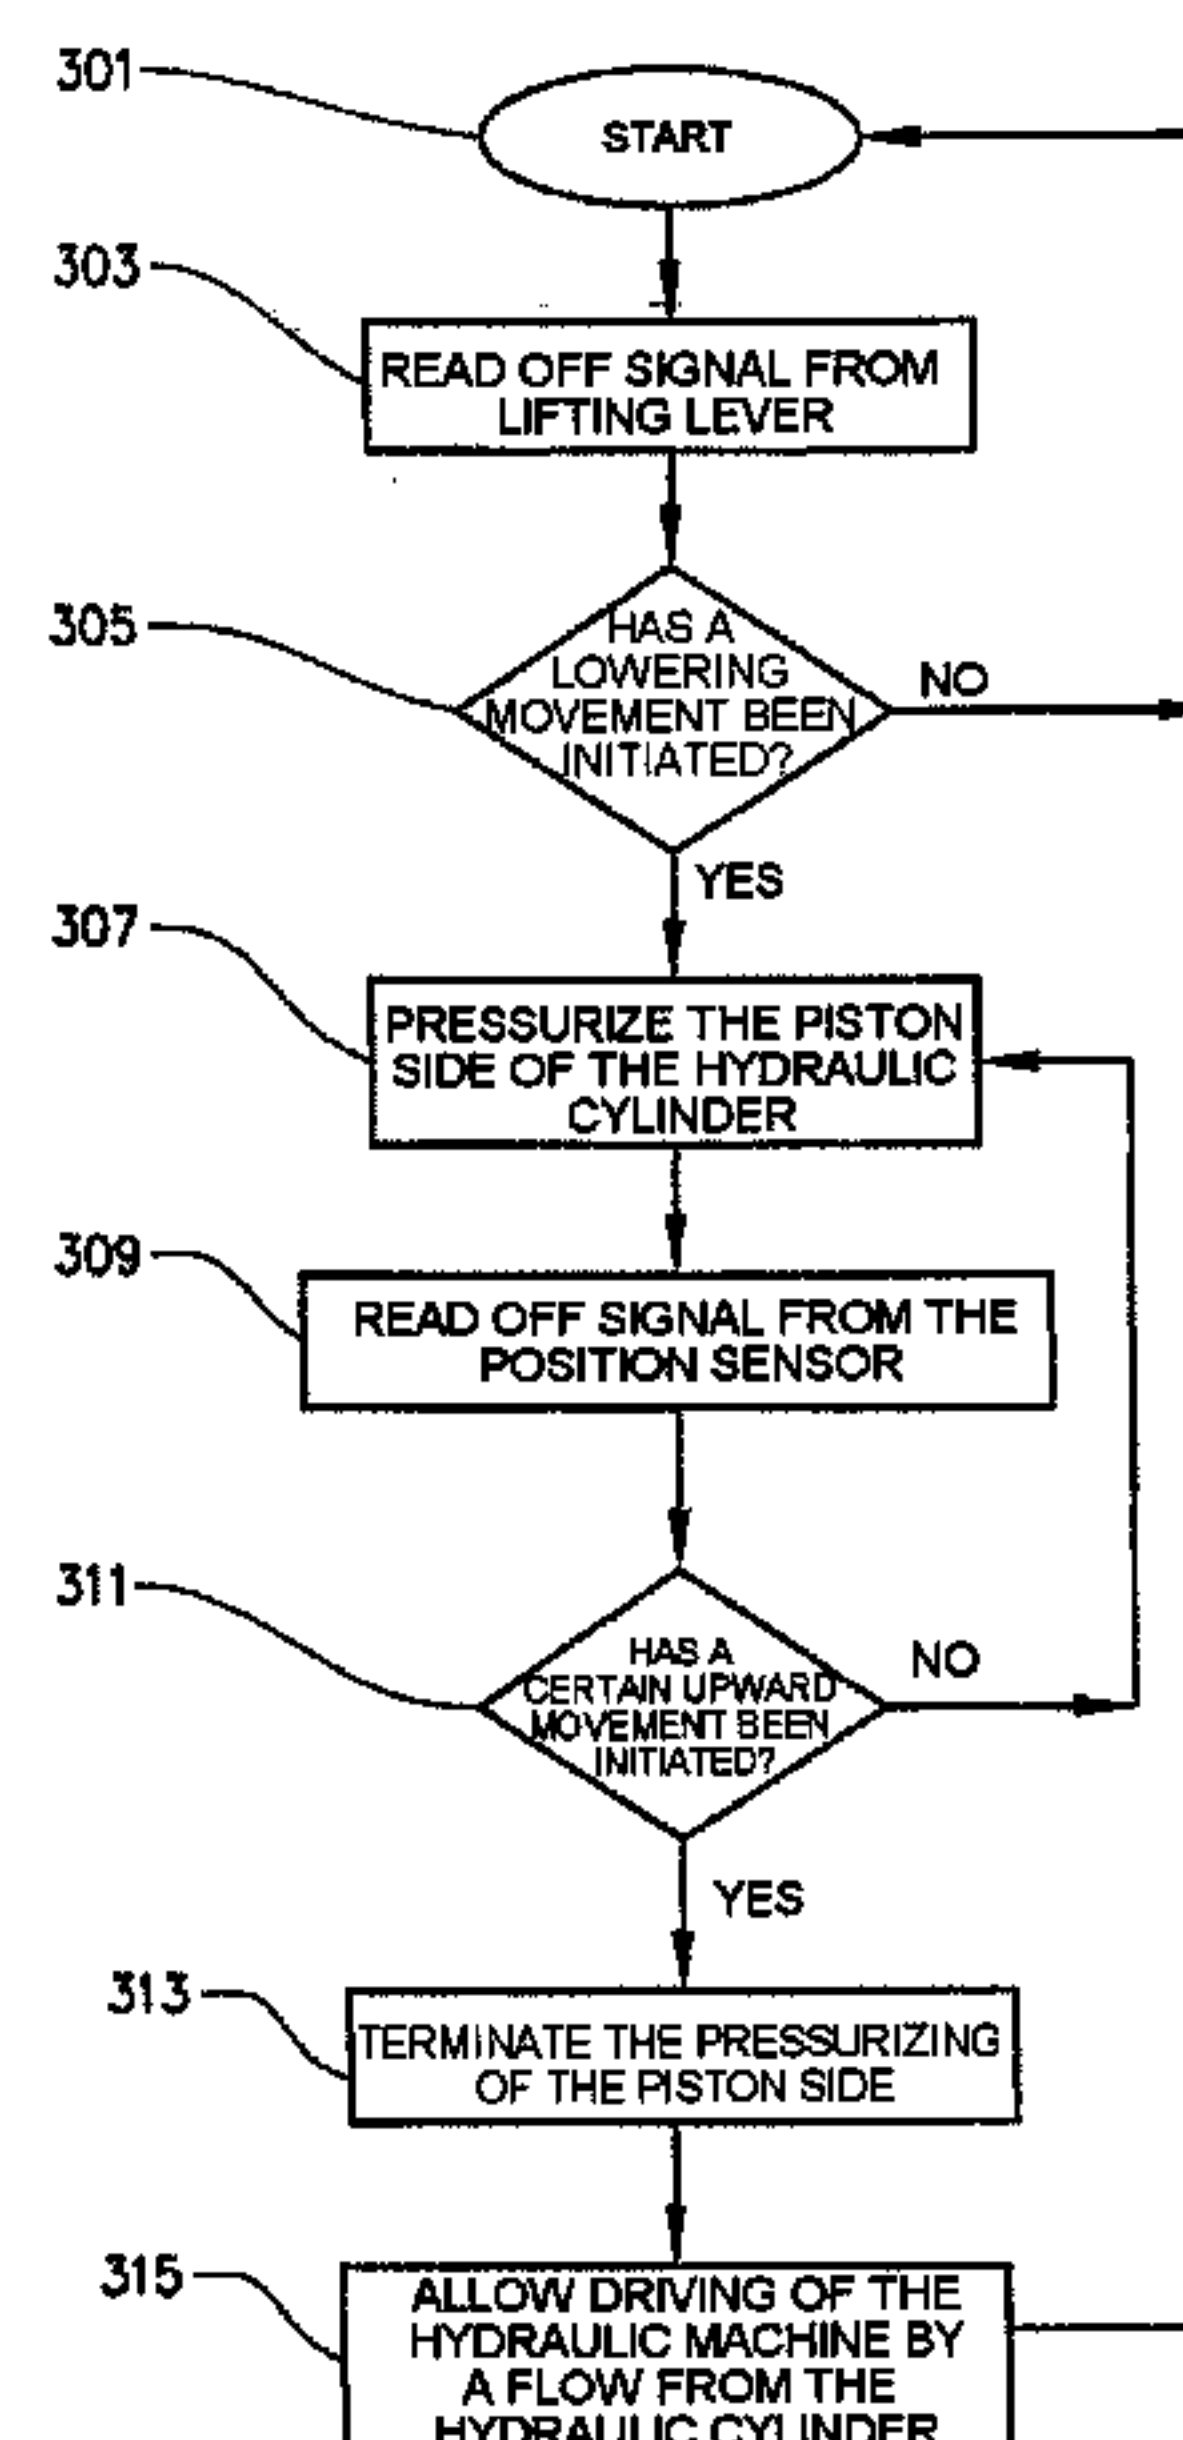 301
START
303
READ OFF SIGNAL FROM
LIFTING LEVER
305
HAS A
LOWERING
MOVEMENT BEEN
INITIATED?
NO
YES
307
PRESSURIZE THE PISTON
SIDE OF THE HYDRAULIC
CYLINDER
309
READ OFF SIGNAL FROM THE
POSITION SENSOR
311
HAS A
CERTAIN UPWARD
MOVEMENT BEEN
INITIATED?
NO
YES
313
TERMINATE THE PRESSURIZING
OF THE PISTON SIDE
315
ALLOW DRIVING OF THE
HYDRAULIC MACHINE BY
A FLOW FROM THE
HYDRAULIC CYLINDER